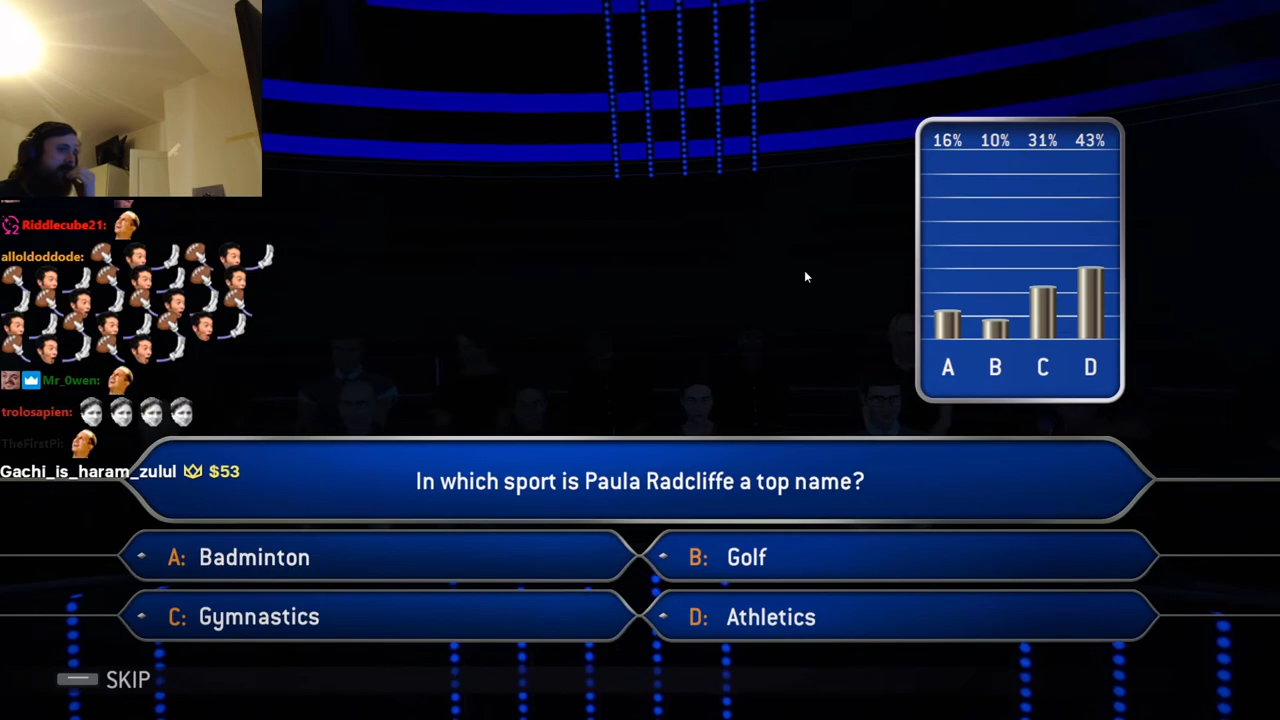 16% 10% 31% 43%
A B C D
Riddlecube21:
alloldoddode:
Mr_0wen:
trolosapien:
TheFirstPi:
Gachi_is_haram_zulul $53
In which sport is Paula Radcliffe a top name?
A: Badminton
B: Golf
C: Gymnastics
D: Athletics
SKIP